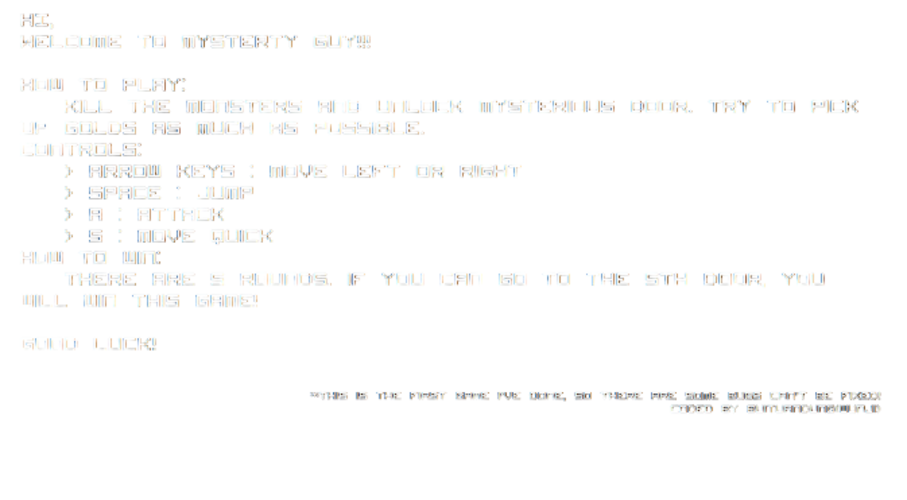 HI,
WELCOME TO MYSTERTY GUY!!
HOW TO PLAY:
KILL THE MONSTERS AND UNLOCK MYSTERIOUS DOOR. TRY TO PICK
UP GOLDS AS MUCH AS POSSIBLE.
CONTROLS:
> ARROW KEYS : MOVE LEFT OR RIGHT
> SPACE : JUMP
> A : ATTACK
> S : MOVE QUICK
HOW TO WIN:
THERE ARE 5 ROUNDS. IF YOU CAN GO TO THE 5TH DOOR, YOU
WILL WIN THIS GAME!
GOOD LUCK!
*THIS IS THE FIRST GAME I'VE DONE, SO THERE ARE SOME BUGS CAN'T BE FIXED!
CODED BY